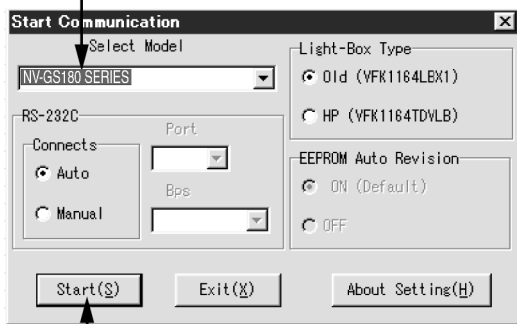 Start Communication
Select Model
NV-GS180 SERIES
RS-232C
Connects
Auto
Manual
Port
Bps
Light-Box Type
Old (VFK1164LBX1)
HP (VFK1164TDVLB)
EEPROM Auto Revision
ON (Default)
OFF
Start(S)
Exit(X)
About Setting(H)